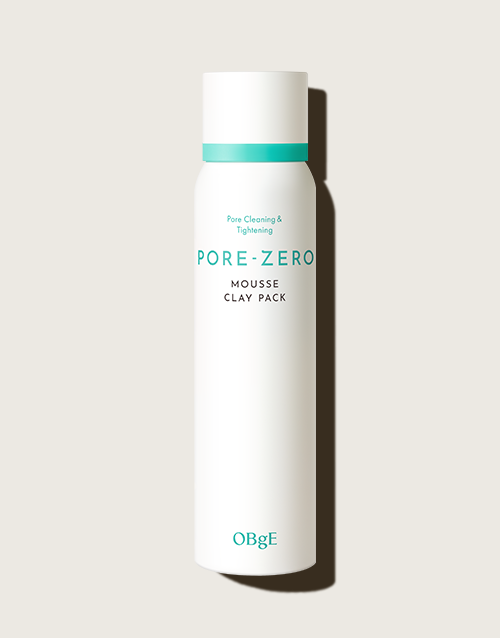 Pore Cleaning &
Tightening
PORE-ZERO
MOUSSE
CLAY PACK
OBgE